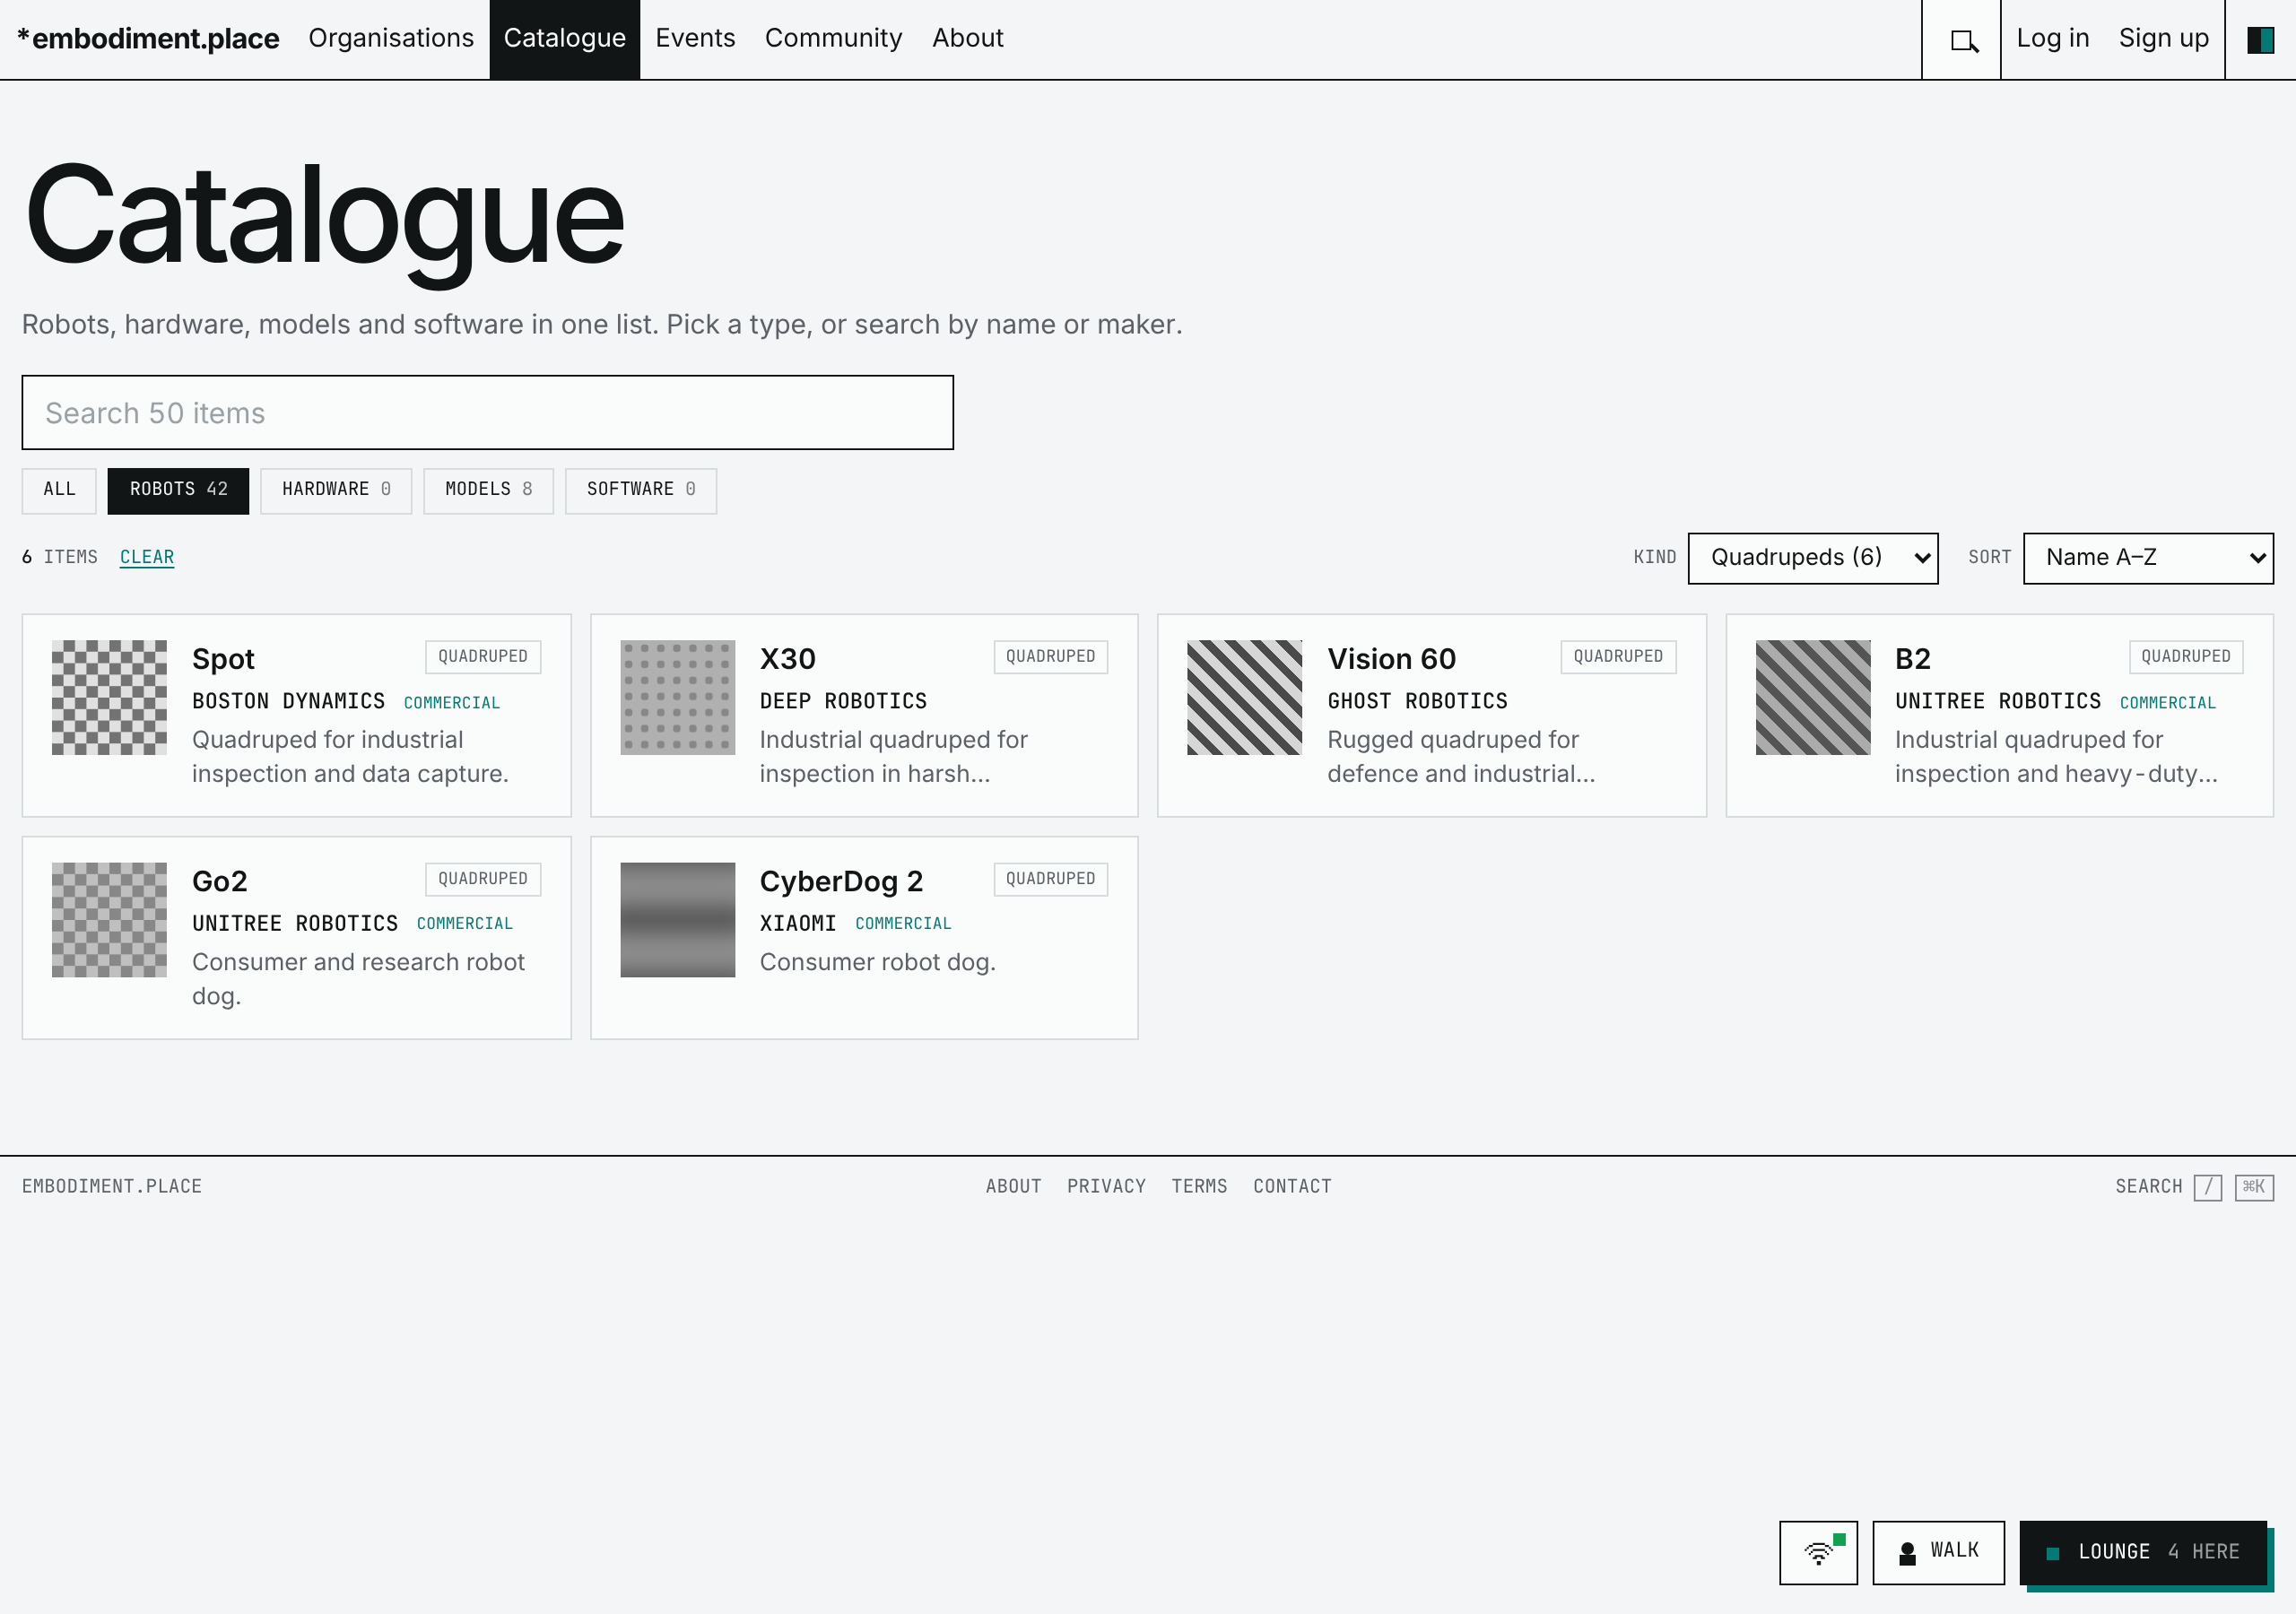 *embodiment.place Organisations Catalogue Events Community About Log in Sign up
Catalogue
Robots, hardware, models and software in one list. Pick a type, or search by name or maker.
Search 50 items
ALL ROBOTS 42 HARDWARE 0 MODELS 8 SOFTWARE 0
6 ITEMS CLEAR KIND Quadrupeds (6) SORT Name A–Z
Spot QUADRUPED
BOSTON DYNAMICS COMMERCIAL
Quadruped for industrial
inspection and data capture.
X30 QUADRUPED
DEEP ROBOTICS
Industrial quadruped for
inspection in harsh…
Vision 60 QUADRUPED
GHOST ROBOTICS
Rugged quadruped for
defence and industrial…
B2 QUADRUPED
UNITREE ROBOTICS COMMERCIAL
Industrial quadruped for
inspection and heavy-duty…
Go2 QUADRUPED
UNITREE ROBOTICS COMMERCIAL
Consumer and research robot
dog.
CyberDog 2 QUADRUPED
XIAOMI COMMERCIAL
Consumer robot dog.
EMBODIMENT.PLACE ABOUT PRIVACY TERMS CONTACT SEARCH / ⌘K
WALK LOUNGE 4 HERE